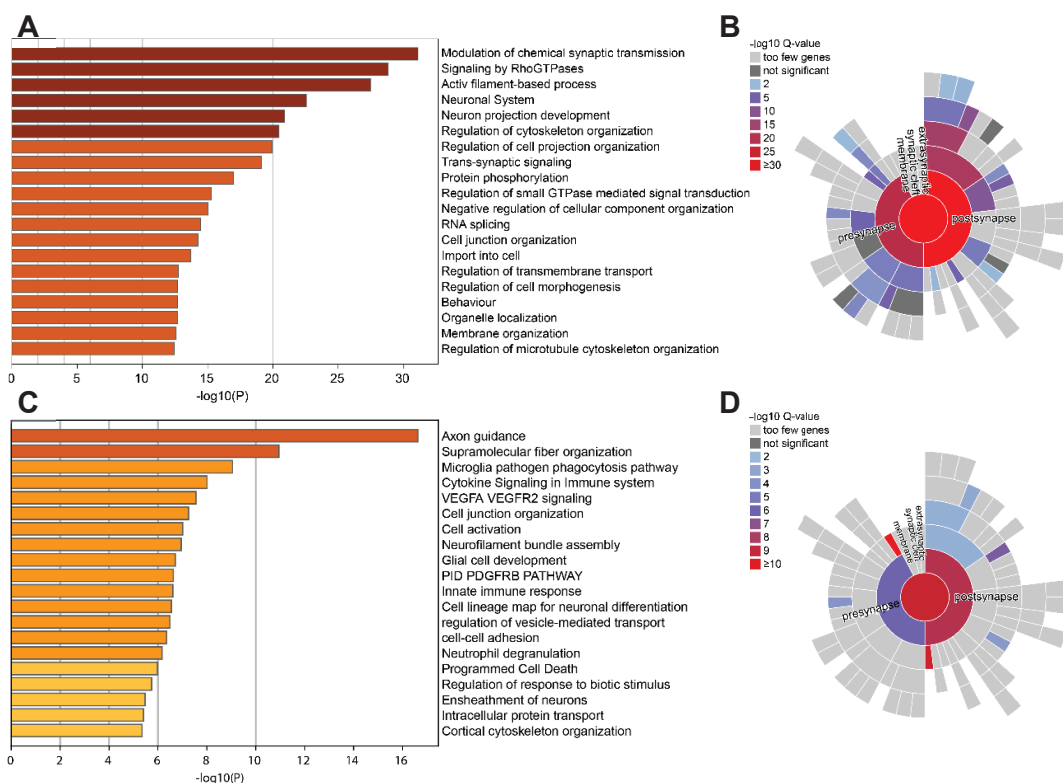 A
Modulation of chemical synaptic transmission
Signaling by RhoGTPases
Activ filament-based process
Neuronal System
Neuron projection development
Regulation of cytoskeleton organization
Regulation of cell projection organization
Trans-synaptic signaling
Protein phosphorylation
Regulation of small GTPase mediated signal transduction
Negative regulation of cellular component organization
RNA splicing
Cell junction organization
Import into cell
Regulation of transmembrane transport
Regulation of cell morphogenesis
Behaviour
Organelle localization
Membrane organization
Regulation of microtubule cytoskeleton organization
0 0 10 15 20 25 30
-log10(P)
B
-log10 Q-value
too few genes
not significant
2
5
10
15
20
25
≥30
extrasynaptic
synaptic cleft
membrane
postsynapse
presynapse
C
Axon guidance
Supramolecular fiber organization
Microglia pathogen phagocytosis pathway
Cytokine Signaling in Immune system
VEGFA VEGFR2 signaling
Cell junction organization
Cell activation
Neurofilament bundle assembly
Glial cell development
PID PDGFRB PATHWAY
Innate immune response
Cell lineage map for neuronal differentiation
regulation of vesicle-mediated transport
cell-cell adhesion
Neutrophil degranulation
Programmed Cell Death
Regulation of response to biotic stimulus
Ensheathment of neurons
Intracellular protein transport
Cortical cytoskeleton organization
0 2 4 6 8 10 12 14 16
-log10(P)
D
-log10 Q-value
too few genes
not significant
2
3
4
5
6
7
8
9
≥10
extrasynaptic
synaptic cleft
membrane
postsynapse
presynapse